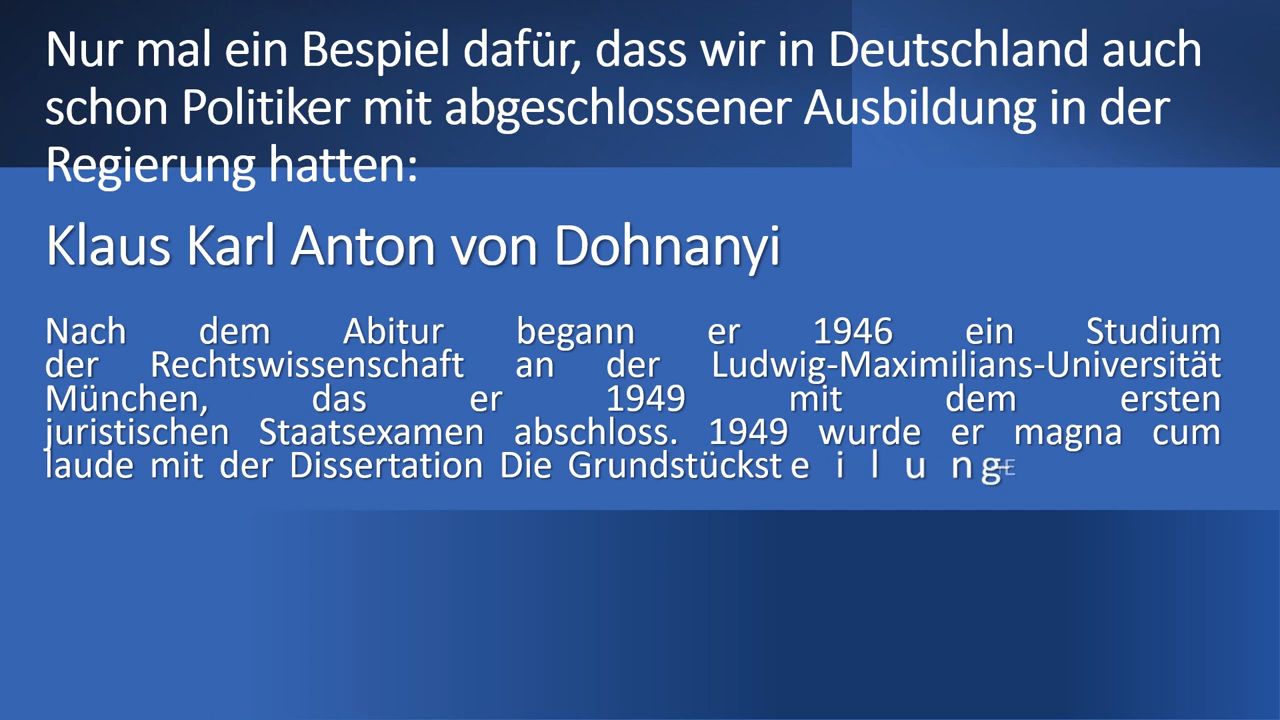 Nur mal ein Bespiel dafür, dass wir in Deutschland auch
schon Politiker mit abgeschlossener Ausbildung in der
Regierung hatten:
Klaus Karl Anton von Dohnanyi
Nach dem Abitur begann er 1946 ein Studium
der Rechtswissenschaft an der Ludwig-Maximilians-Universität
München, das er 1949 mit dem ersten
juristischen Staatsexamen abschloss. 1949 wurde er magna cum
laude mit der Dissertation Die Grundstücksteilung